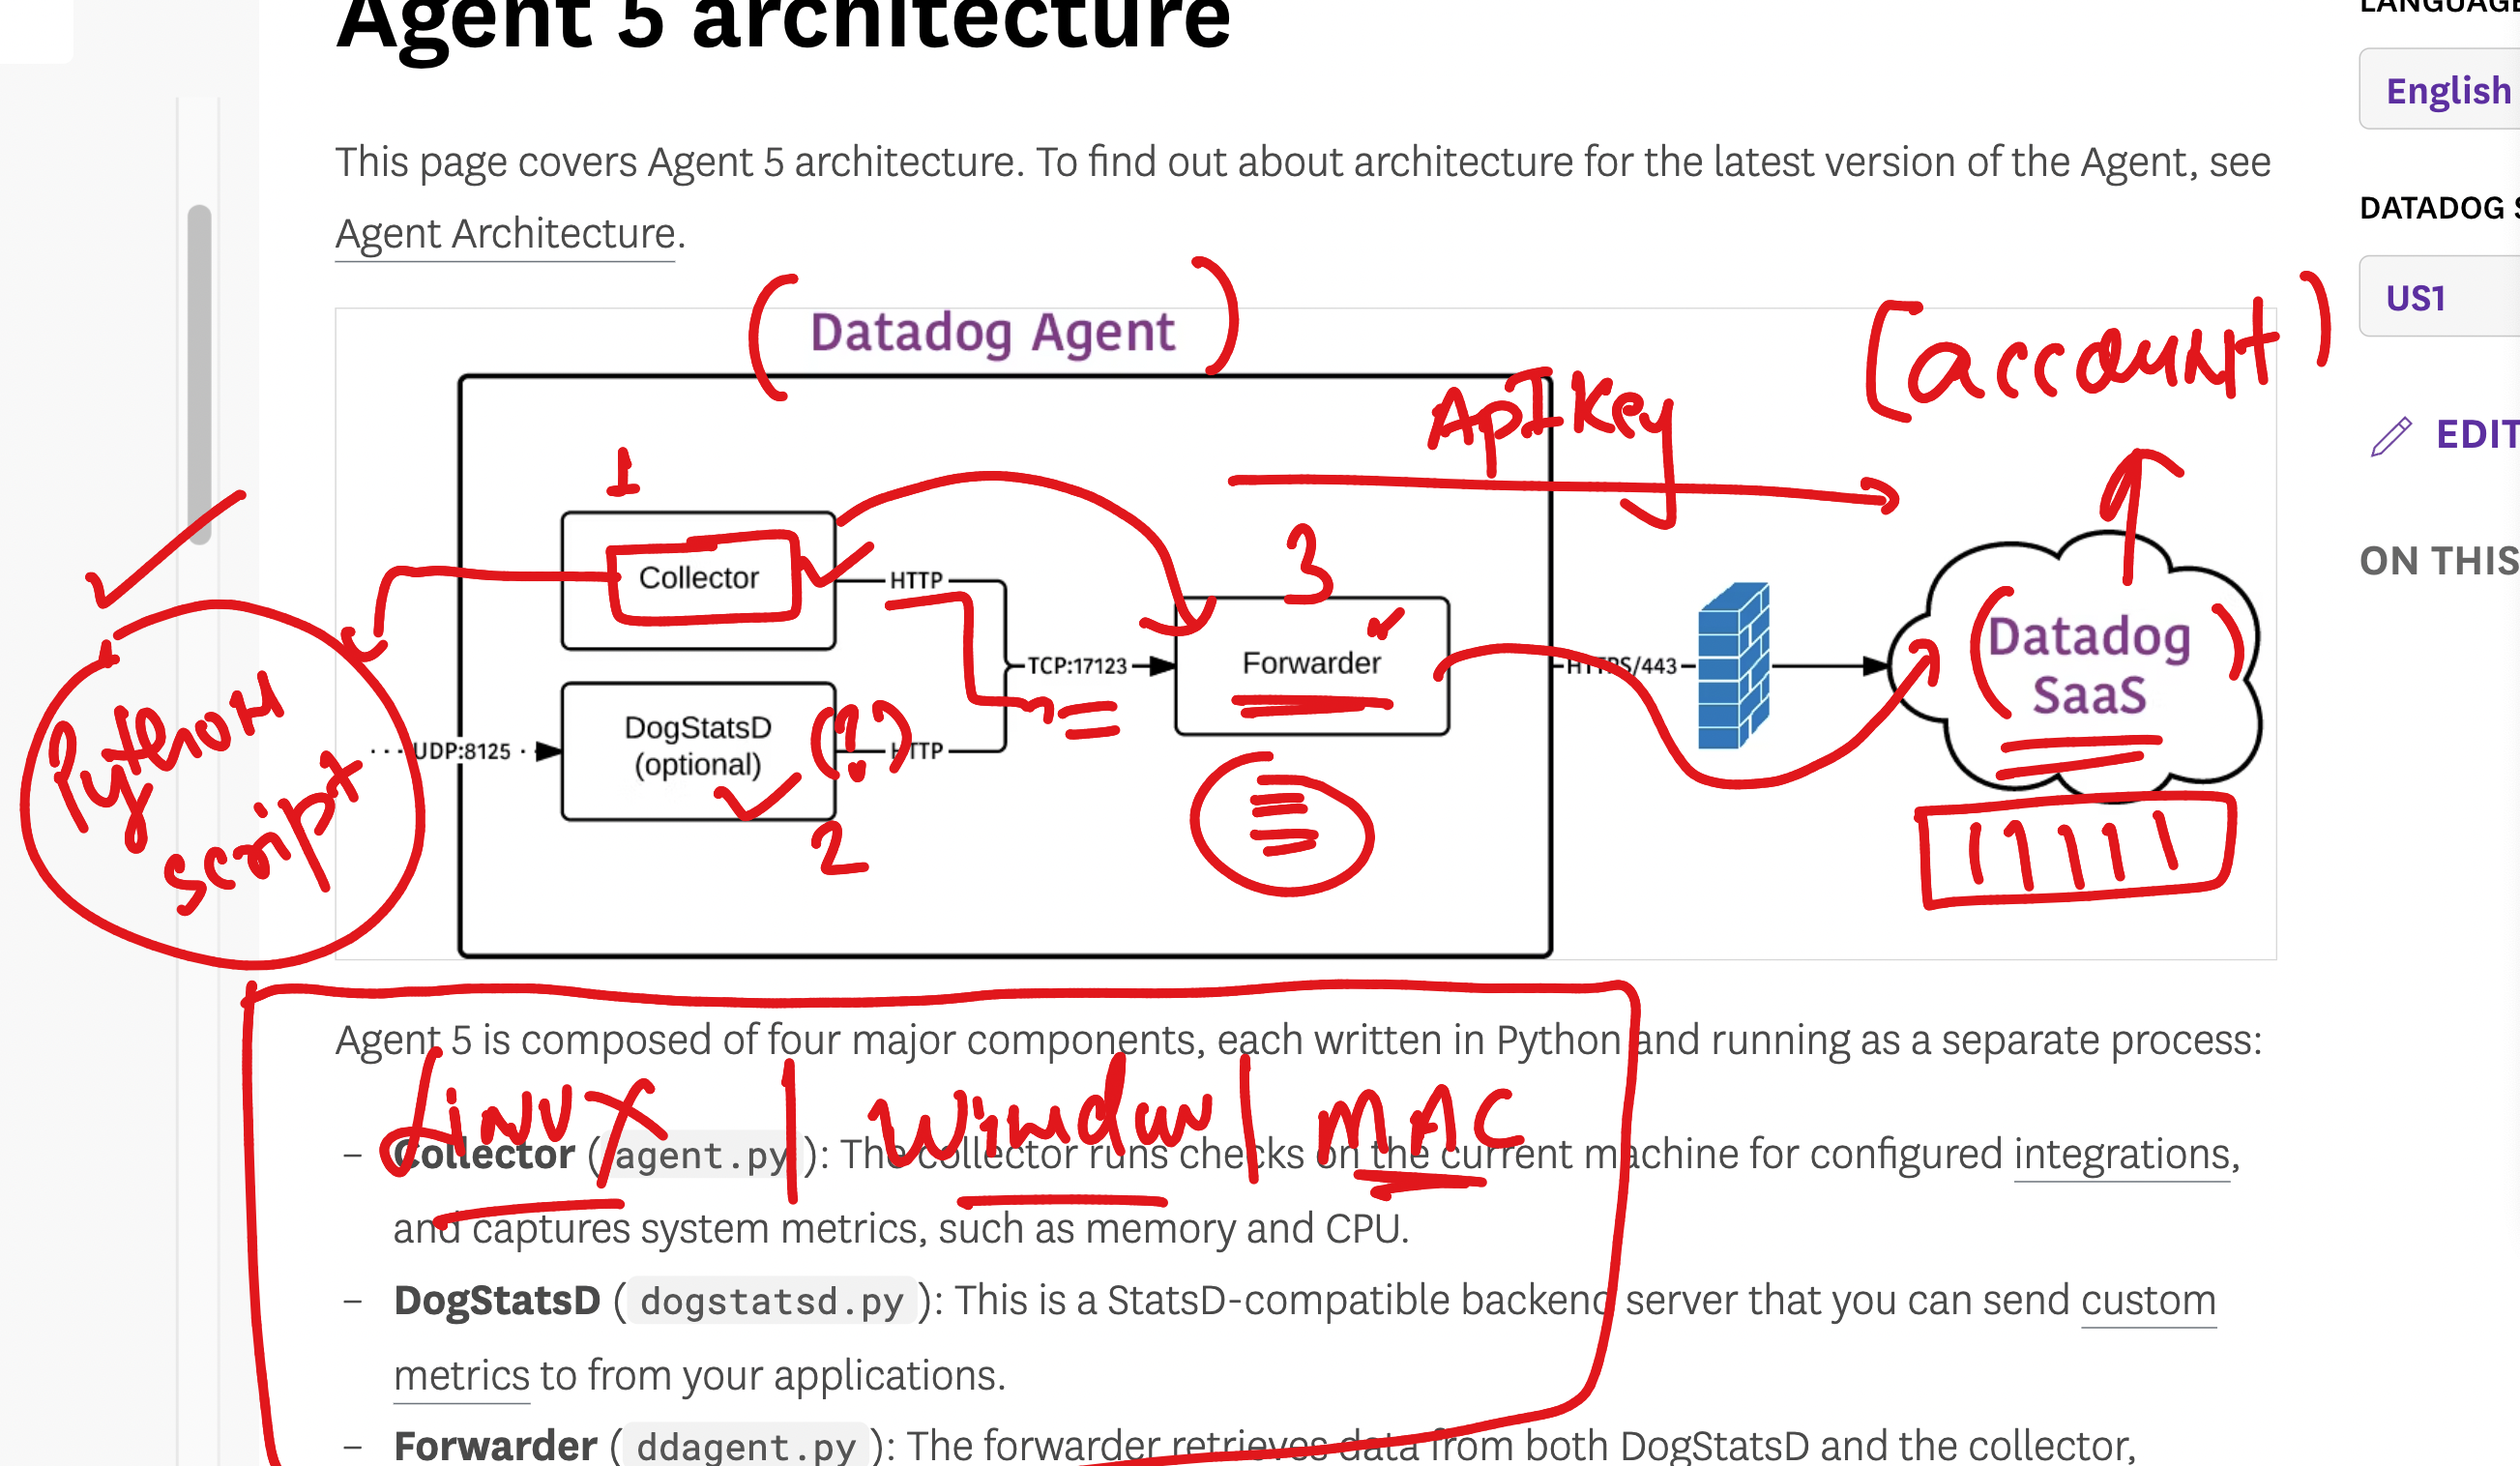 Agent 5 architecture
This page covers Agent 5 architecture. To find out about architecture for the latest version of the Agent, see
Agent Architecture.
LANGUAGE
English
DATADOG S
US1
EDIT
ON THIS
(Datadog Agent)
ApI Key
[account)
1
Collector
HTTP
3
TCP:17123
Forwarder
HTTPS/443
(Datadog
SaaS)
UDP:8125
DogStatsD
(optional)
(!)
HTTP
2
Python
script
Agent 5 is composed of four major components, each written in Python and running as a separate process:
Linux | Window | MAC
– Collector ( agent.py ): The collector runs checks on the current machine for configured integrations,
and captures system metrics, such as memory and CPU.
– DogStatsD ( dogstatsd.py ): This is a StatsD-compatible backend server that you can send custom
metrics to from your applications.
– Forwarder ( ddagent.py ): The forwarder retrieves data from both DogStatsD and the collector,